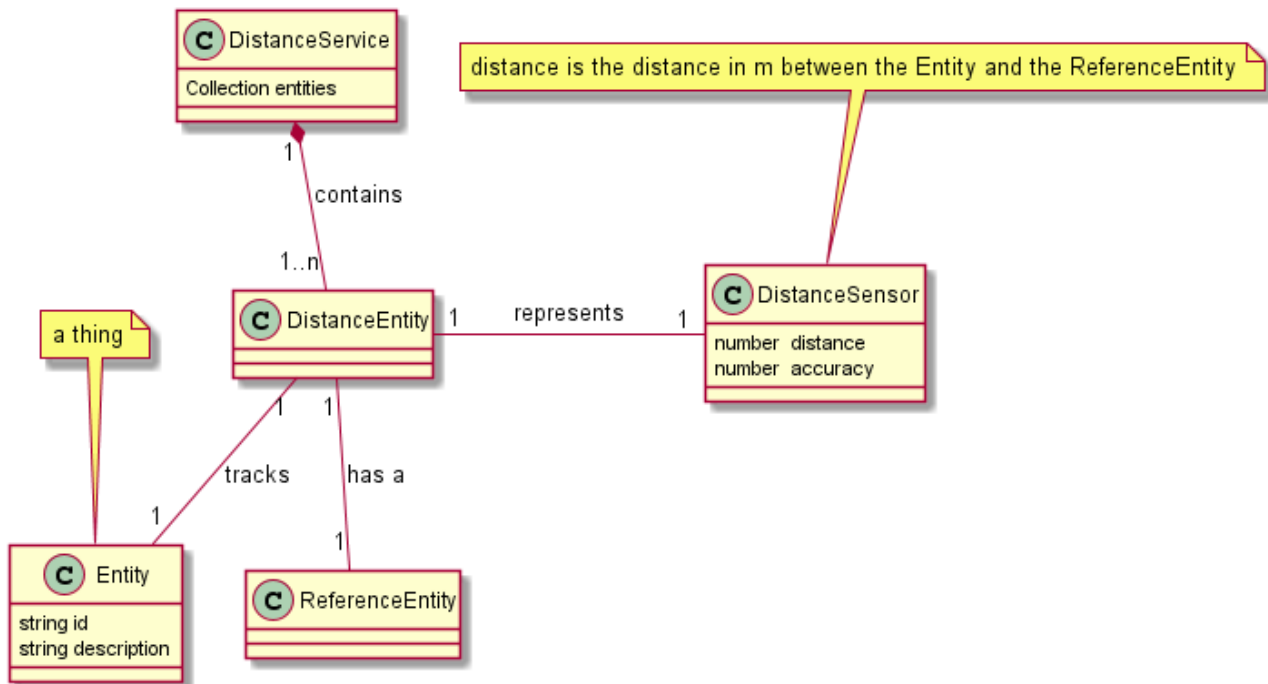 C DistanceService
Collection entities
distance is the distance in m between the Entity and the ReferenceEntity
1
contains
1..n
C DistanceEntity
1
represents
1
C DistanceSensor
number distance
number accuracy
a thing
1
1
tracks
has a
1
1
C Entity
string id
string description
C ReferenceEntity